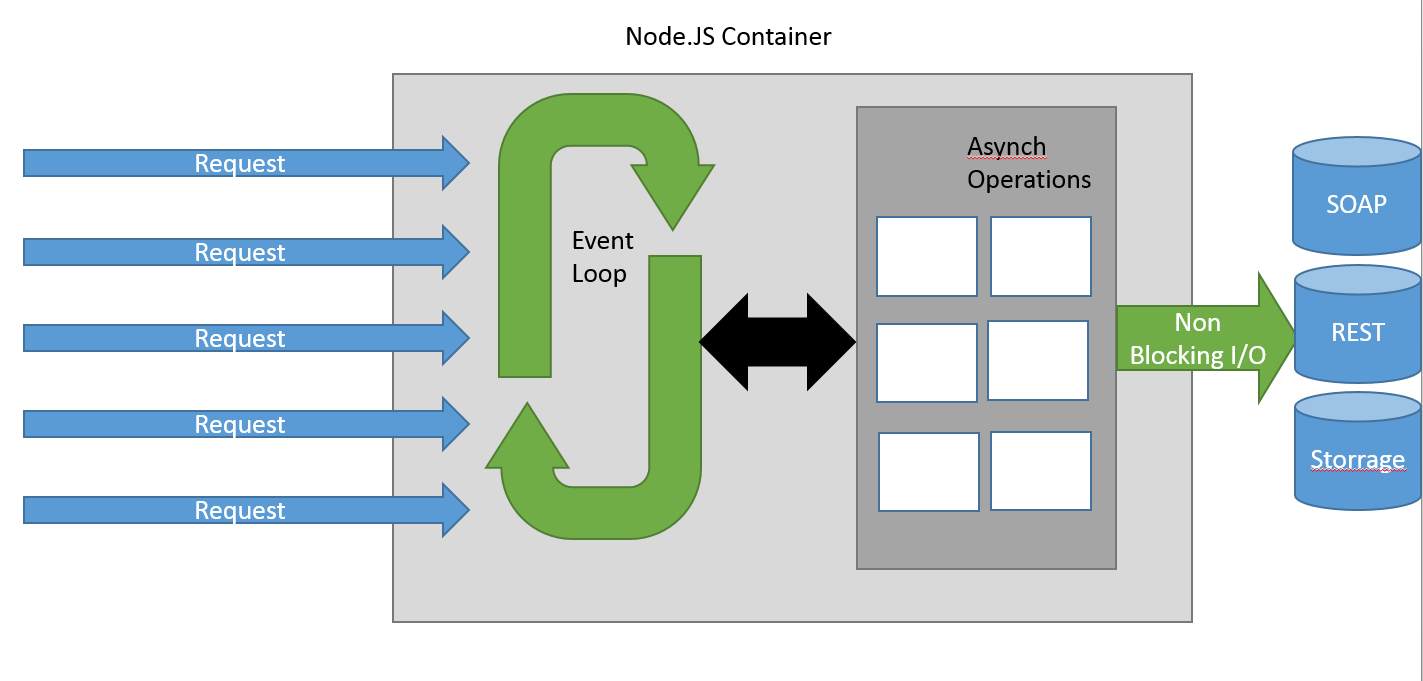 Node.JS Container
Request
Request
Request
Request
Request
Event
Loop
Asynch
Operations
Non
Blocking I/O
SOAP
REST
Storrage